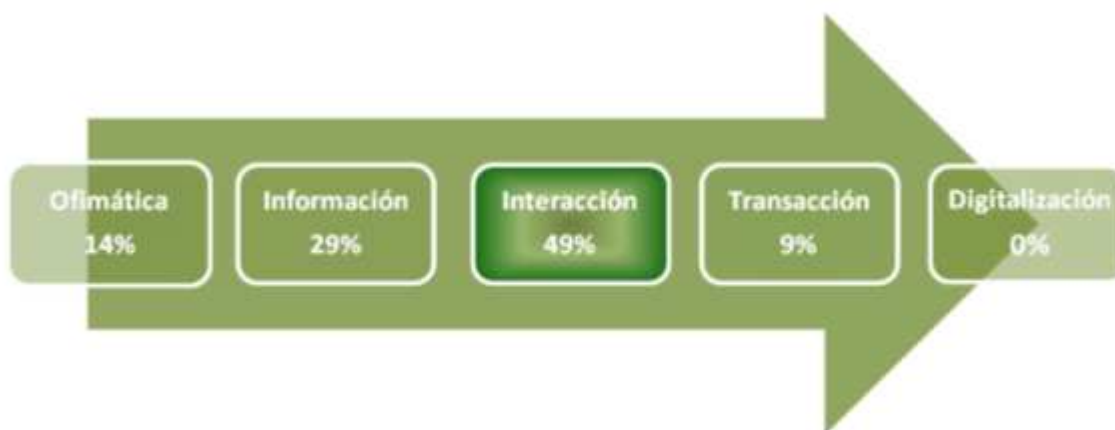 Ofimática
14%
Información
29%
Interacción
49%
Transacción
9%
Digitalización
0%